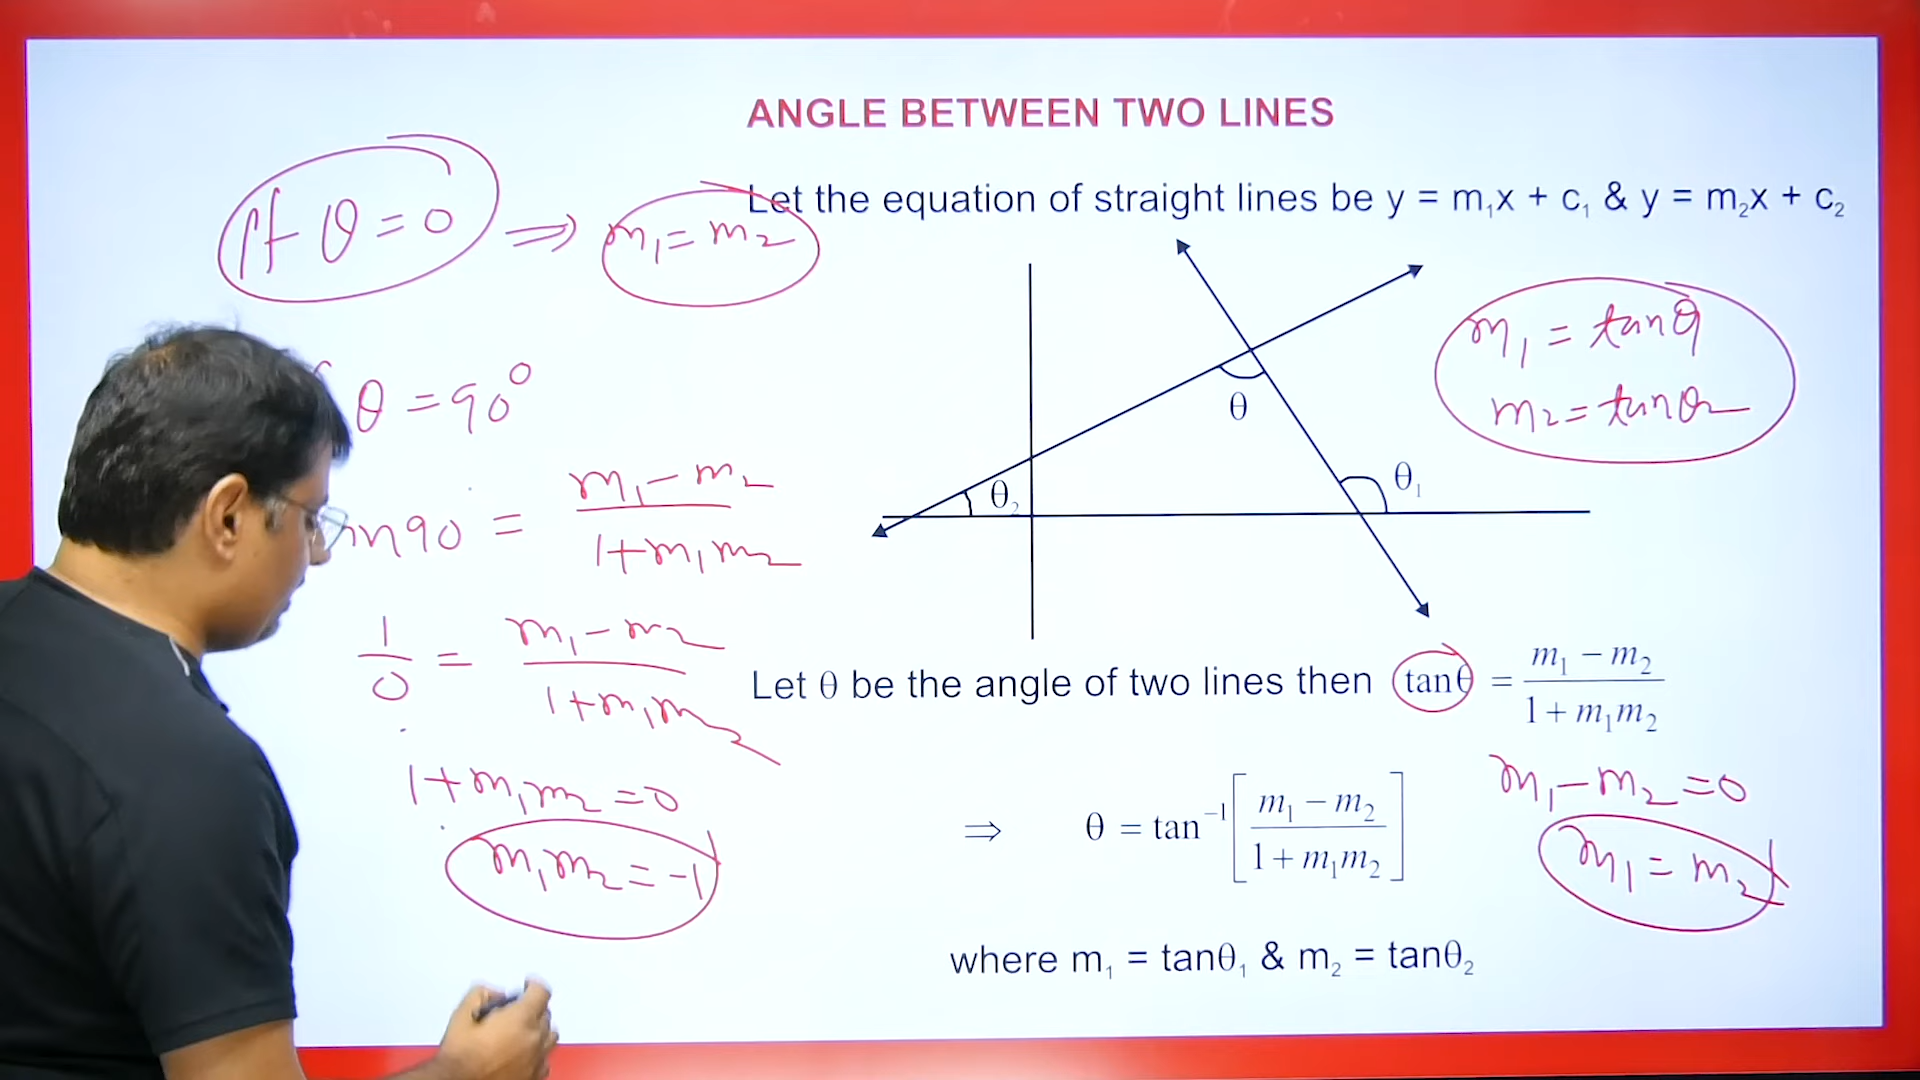 ANGLE BETWEEN TWO LINES
Let the equation of straight lines be y = m₁x + c₁ & y = m₂x + c₂
If θ = 0 ⇒ m₁ = m₂
θ = 90°
n90 = (m₁ − m₂)/(1 + m₁m₂)
1/0 = (m₁ − m₂)/(1 + m₁m₂)
1 + m₁m₂ = 0
m₁m₂ = -1
θ
θ₁
θ₂
m₁ = tanθ
m₂ = tanθ₂
Let θ be the angle of two lines then tanθ = (m₁ − m₂)/(1 + m₁m₂)
m₁ − m₂ = 0
m₁ = m₂
⇒ θ = tan⁻¹[(m₁ − m₂)/(1 + m₁m₂)]
where m₁ = tanθ₁ & m₂ = tanθ₂